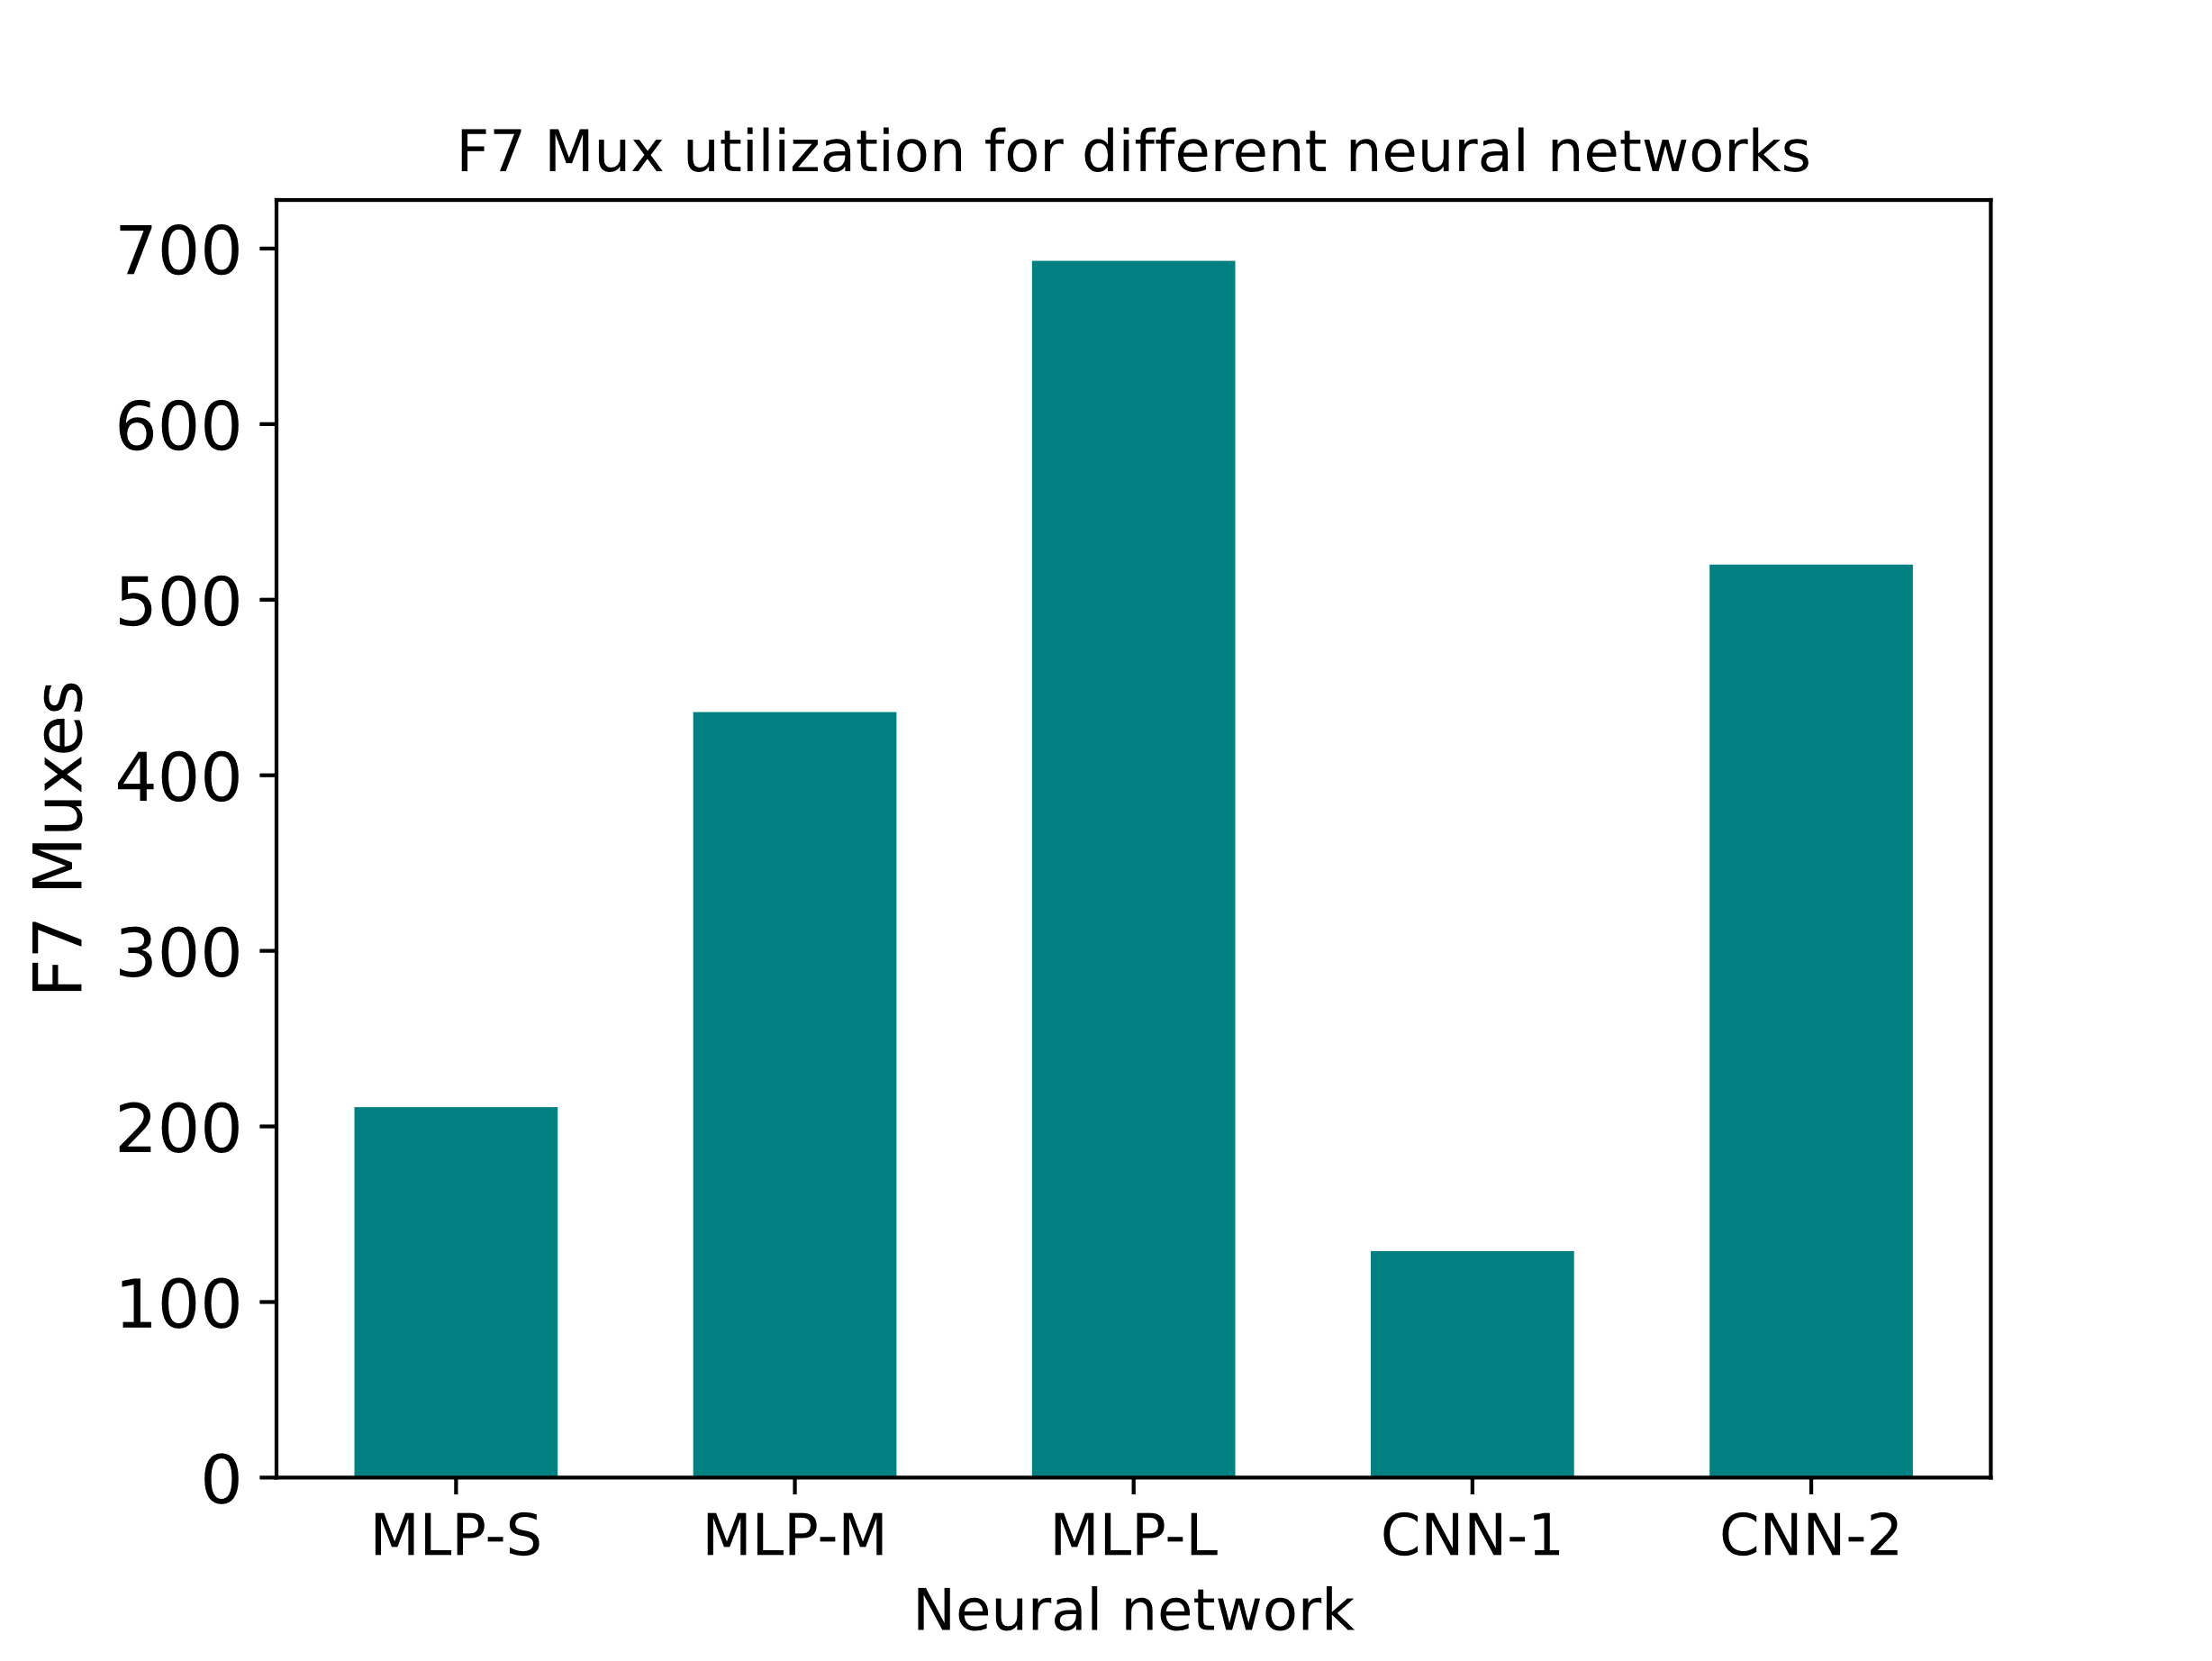 F7 Mux utilization for different neural networks
F7 Muxes
700
600
500
400
300
200
100
0
MLP-S MLP-M MLP-L CNN-1 CNN-2
Neural network